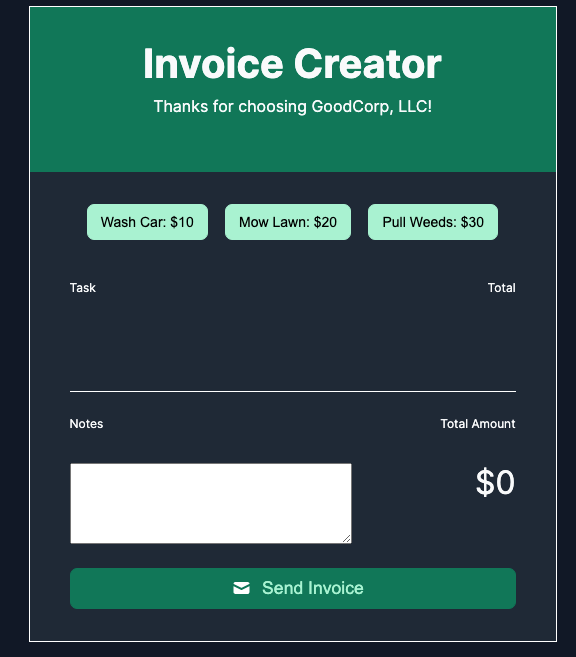 Invoice Creator
Thanks for choosing GoodCorp, LLC!
Wash Car: $10 Mow Lawn: $20 Pull Weeds: $30
Task Total
Notes Total Amount
$0
Send Invoice